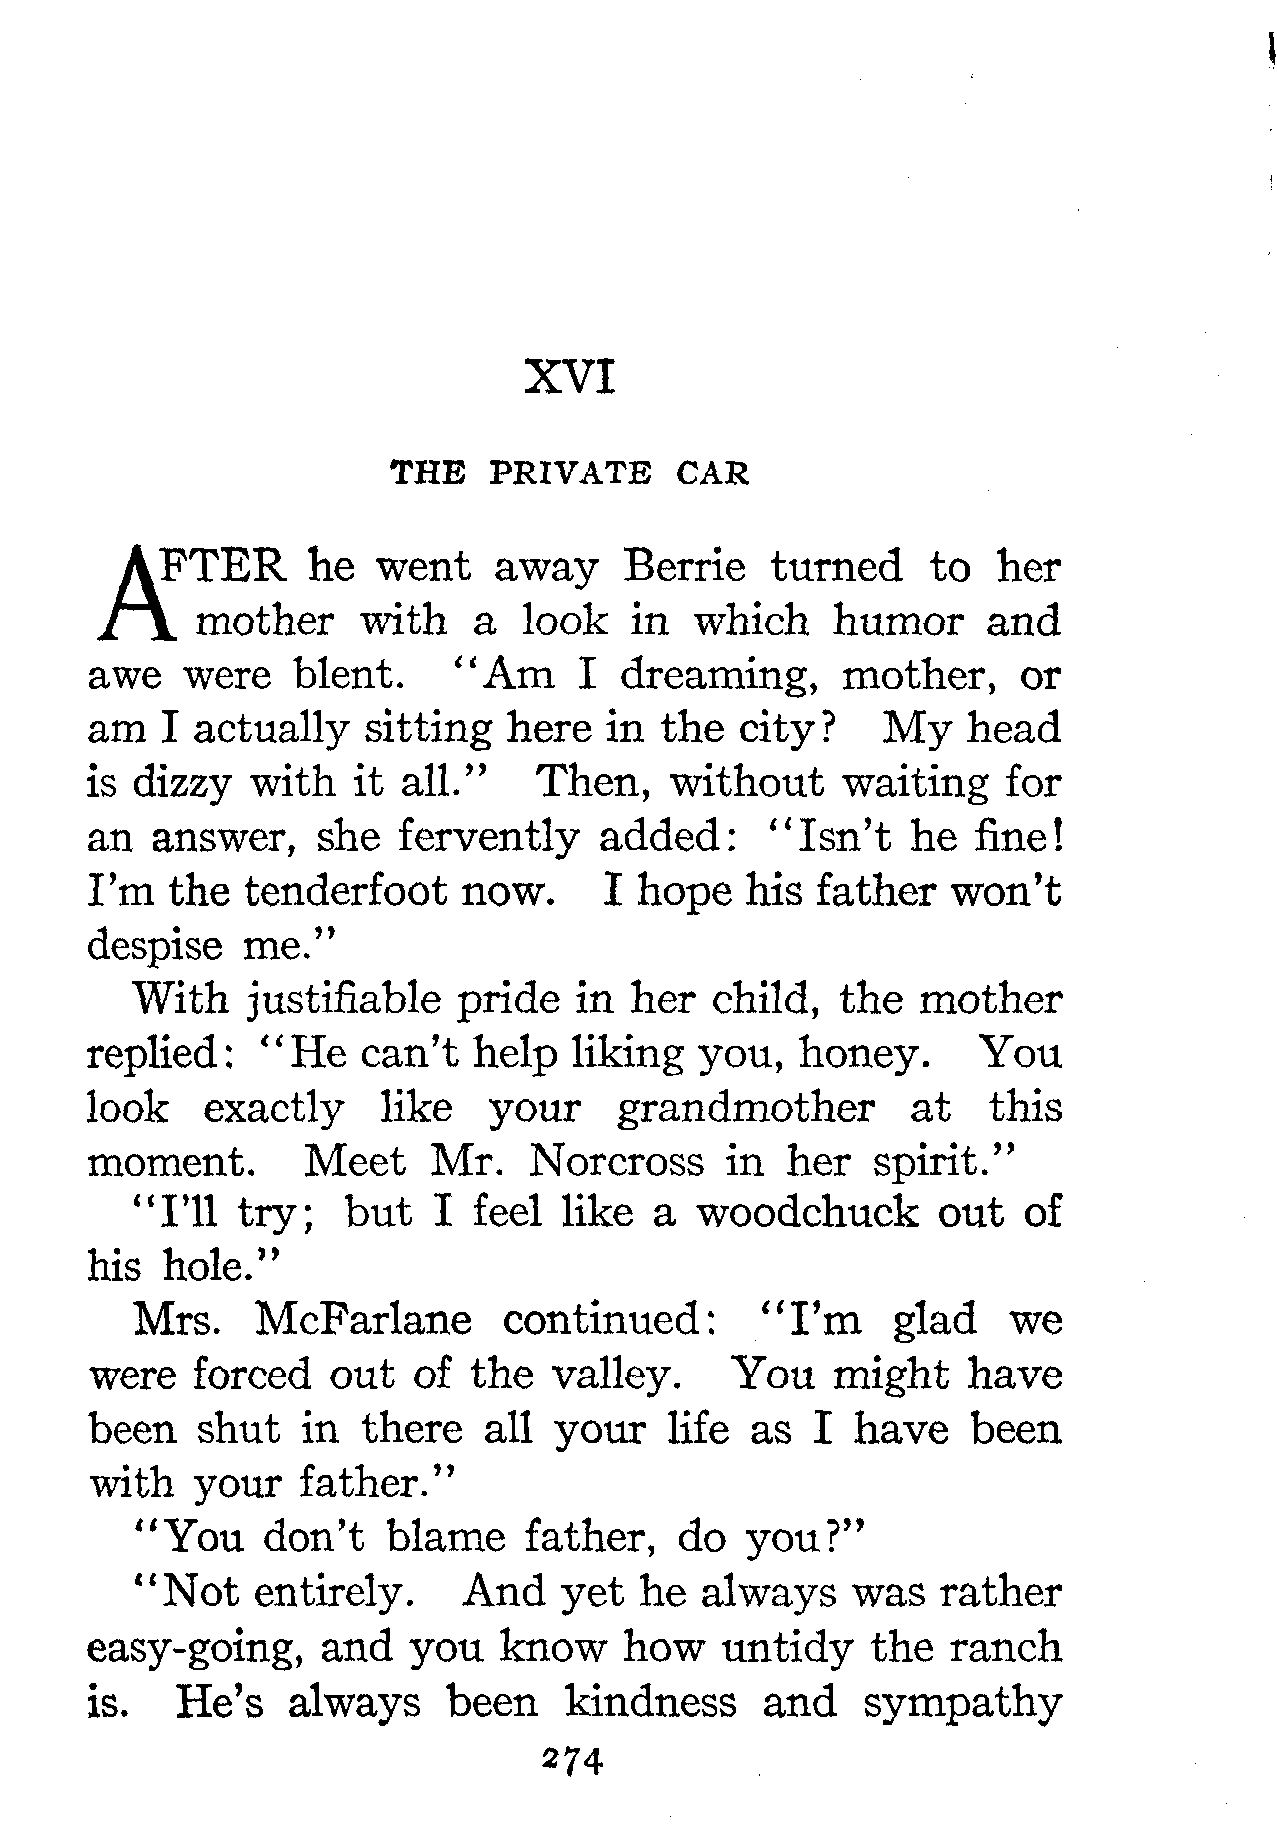 XVI
THE PRIVATE CAR
AFTER he went away Berrie turned to her
mother with a look in which humor and
awe were blent. "Am I dreaming, mother, or
am I actually sitting here in the city? My head
is dizzy with it all." Then, without waiting for
an answer, she fervently added: "Isn't he fine!
I'm the tenderfoot now. I hope his father won't
despise me."
With justifiable pride in her child, the mother
replied: "He can't help liking you, honey. You
look exactly like your grandmother at this
moment. Meet Mr. Norcross in her spirit."
"I'll try; but I feel like a woodchuck out of
his hole."
Mrs. McFarlane continued: "I'm glad we
were forced out of the valley. You might have
been shut in there all your life as I have been
with your father."
"You don't blame father, do you?"
"Not entirely. And yet he always was rather
easy-going, and you know how untidy the ranch
is. He's always been kindness and sympathy
274